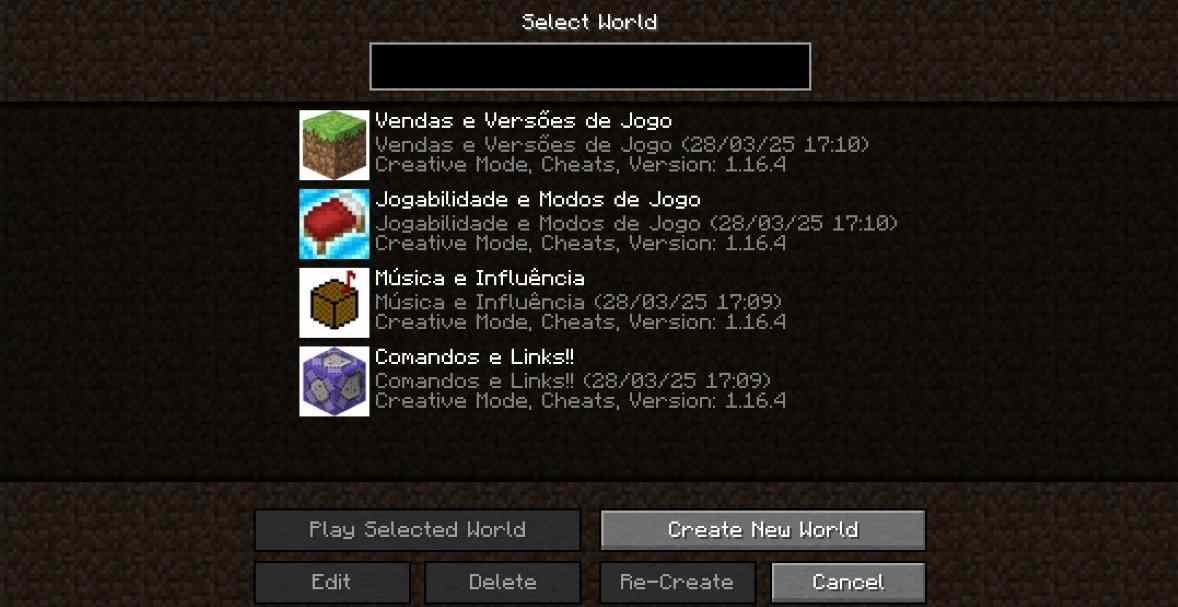 Select World
Vendas e Versões de Jogo
Vendas e Versões de Jogo (28/03/25 17:10)
Creative Mode, Cheats, Version: 1.16.4
Jogabilidade e Modos de Jogo
Jogabilidade e Modos de Jogo (28/03/25 17:10)
Creative Mode, Cheats, Version: 1.16.4
Música e Influência
Música e Influência (28/03/25 17:09)
Creative Mode, Cheats, Version: 1.16.4
Comandos e Links!!
Comandos e Links!! (28/03/25 17:09)
Creative Mode, Cheats, Version: 1.16.4
Play Selected World
Create New World
Edit
Delete
Re-Create
Cancel